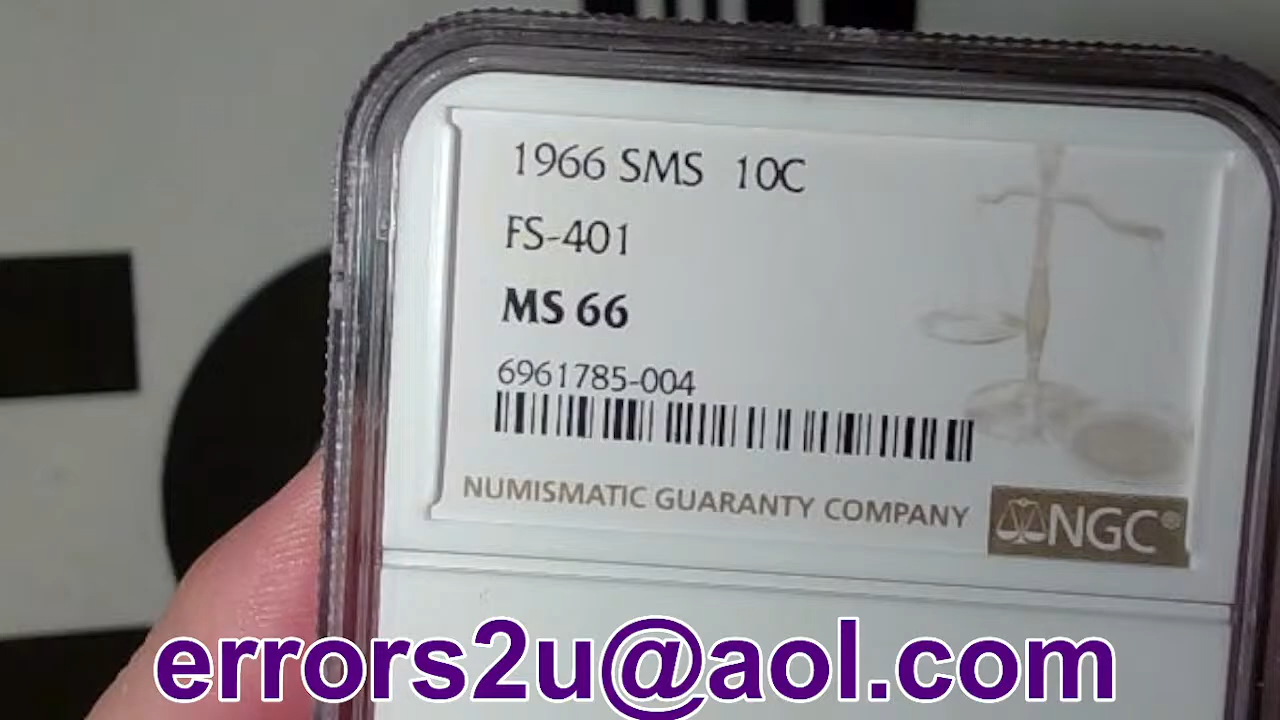 1966 SMS 10C
FS-401
MS 66
6961785-004
NUMISMATIC GUARANTY COMPANY
NGC®
errors2u@aol.com